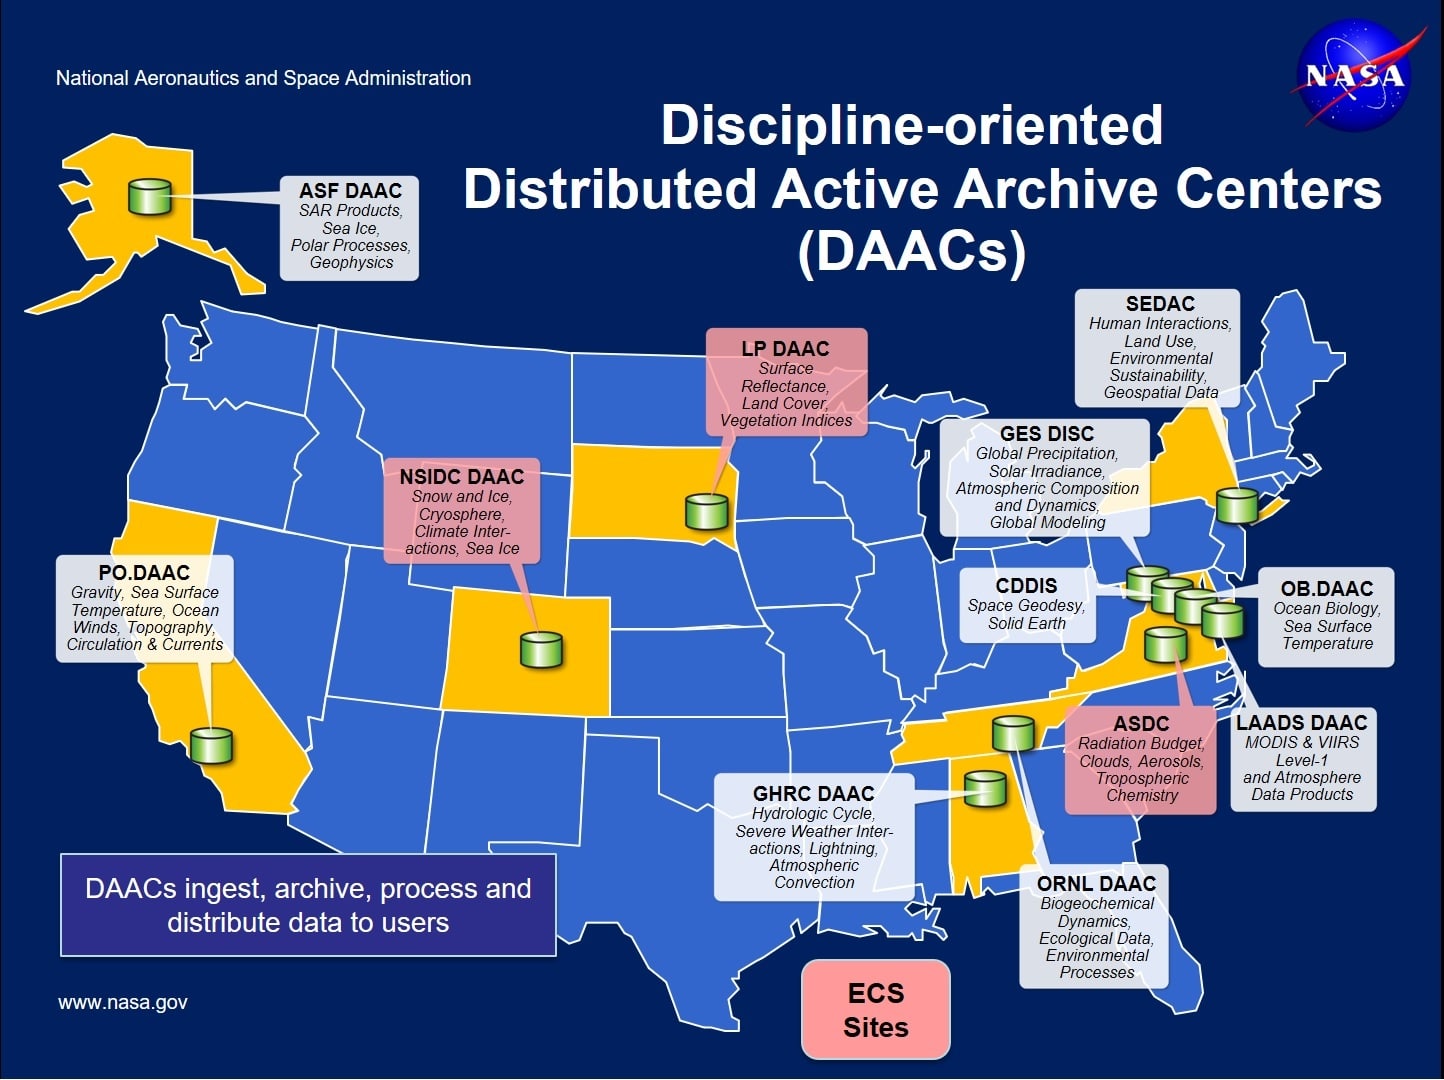 National Aeronautics and Space Administration
NASA
Discipline-oriented
Distributed Active Archive Centers
(DAACs)
ASF DAAC
SAR Products,
Sea Ice,
Polar Processes,
Geophysics
SEDAC
Human Interactions,
Land Use,
Environmental
Sustainability,
Geospatial Data
LP DAAC
Surface
Reflectance,
Land Cover,
Vegetation Indices
GES DISC
Global Precipitation,
Solar Irradiance,
Atmospheric Composition
and Dynamics,
Global Modeling
NSIDC DAAC
Snow and Ice,
Cryosphere,
Climate Inter-
actions, Sea Ice
PO.DAAC
Gravity, Sea Surface
Temperature, Ocean
Winds, Topography,
Circulation & Currents
CDDIS
Space Geodesy,
Solid Earth
OB.DAAC
Ocean Biology,
Sea Surface
Temperature
ASDC
Radiation Budget,
Clouds, Aerosols,
Tropospheric
Chemistry
LAADS DAAC
MODIS & VIIRS
Level-1
and Atmosphere
Data Products
GHRC DAAC
Hydrologic Cycle,
Severe Weather Inter-
actions, Lightning,
Atmospheric
Convection
ORNL DAAC
Biogeochemical
Dynamics,
Ecological Data,
Environmental
Processes
DAACs ingest, archive, process and
distribute data to users
ECS
Sites
www.nasa.gov